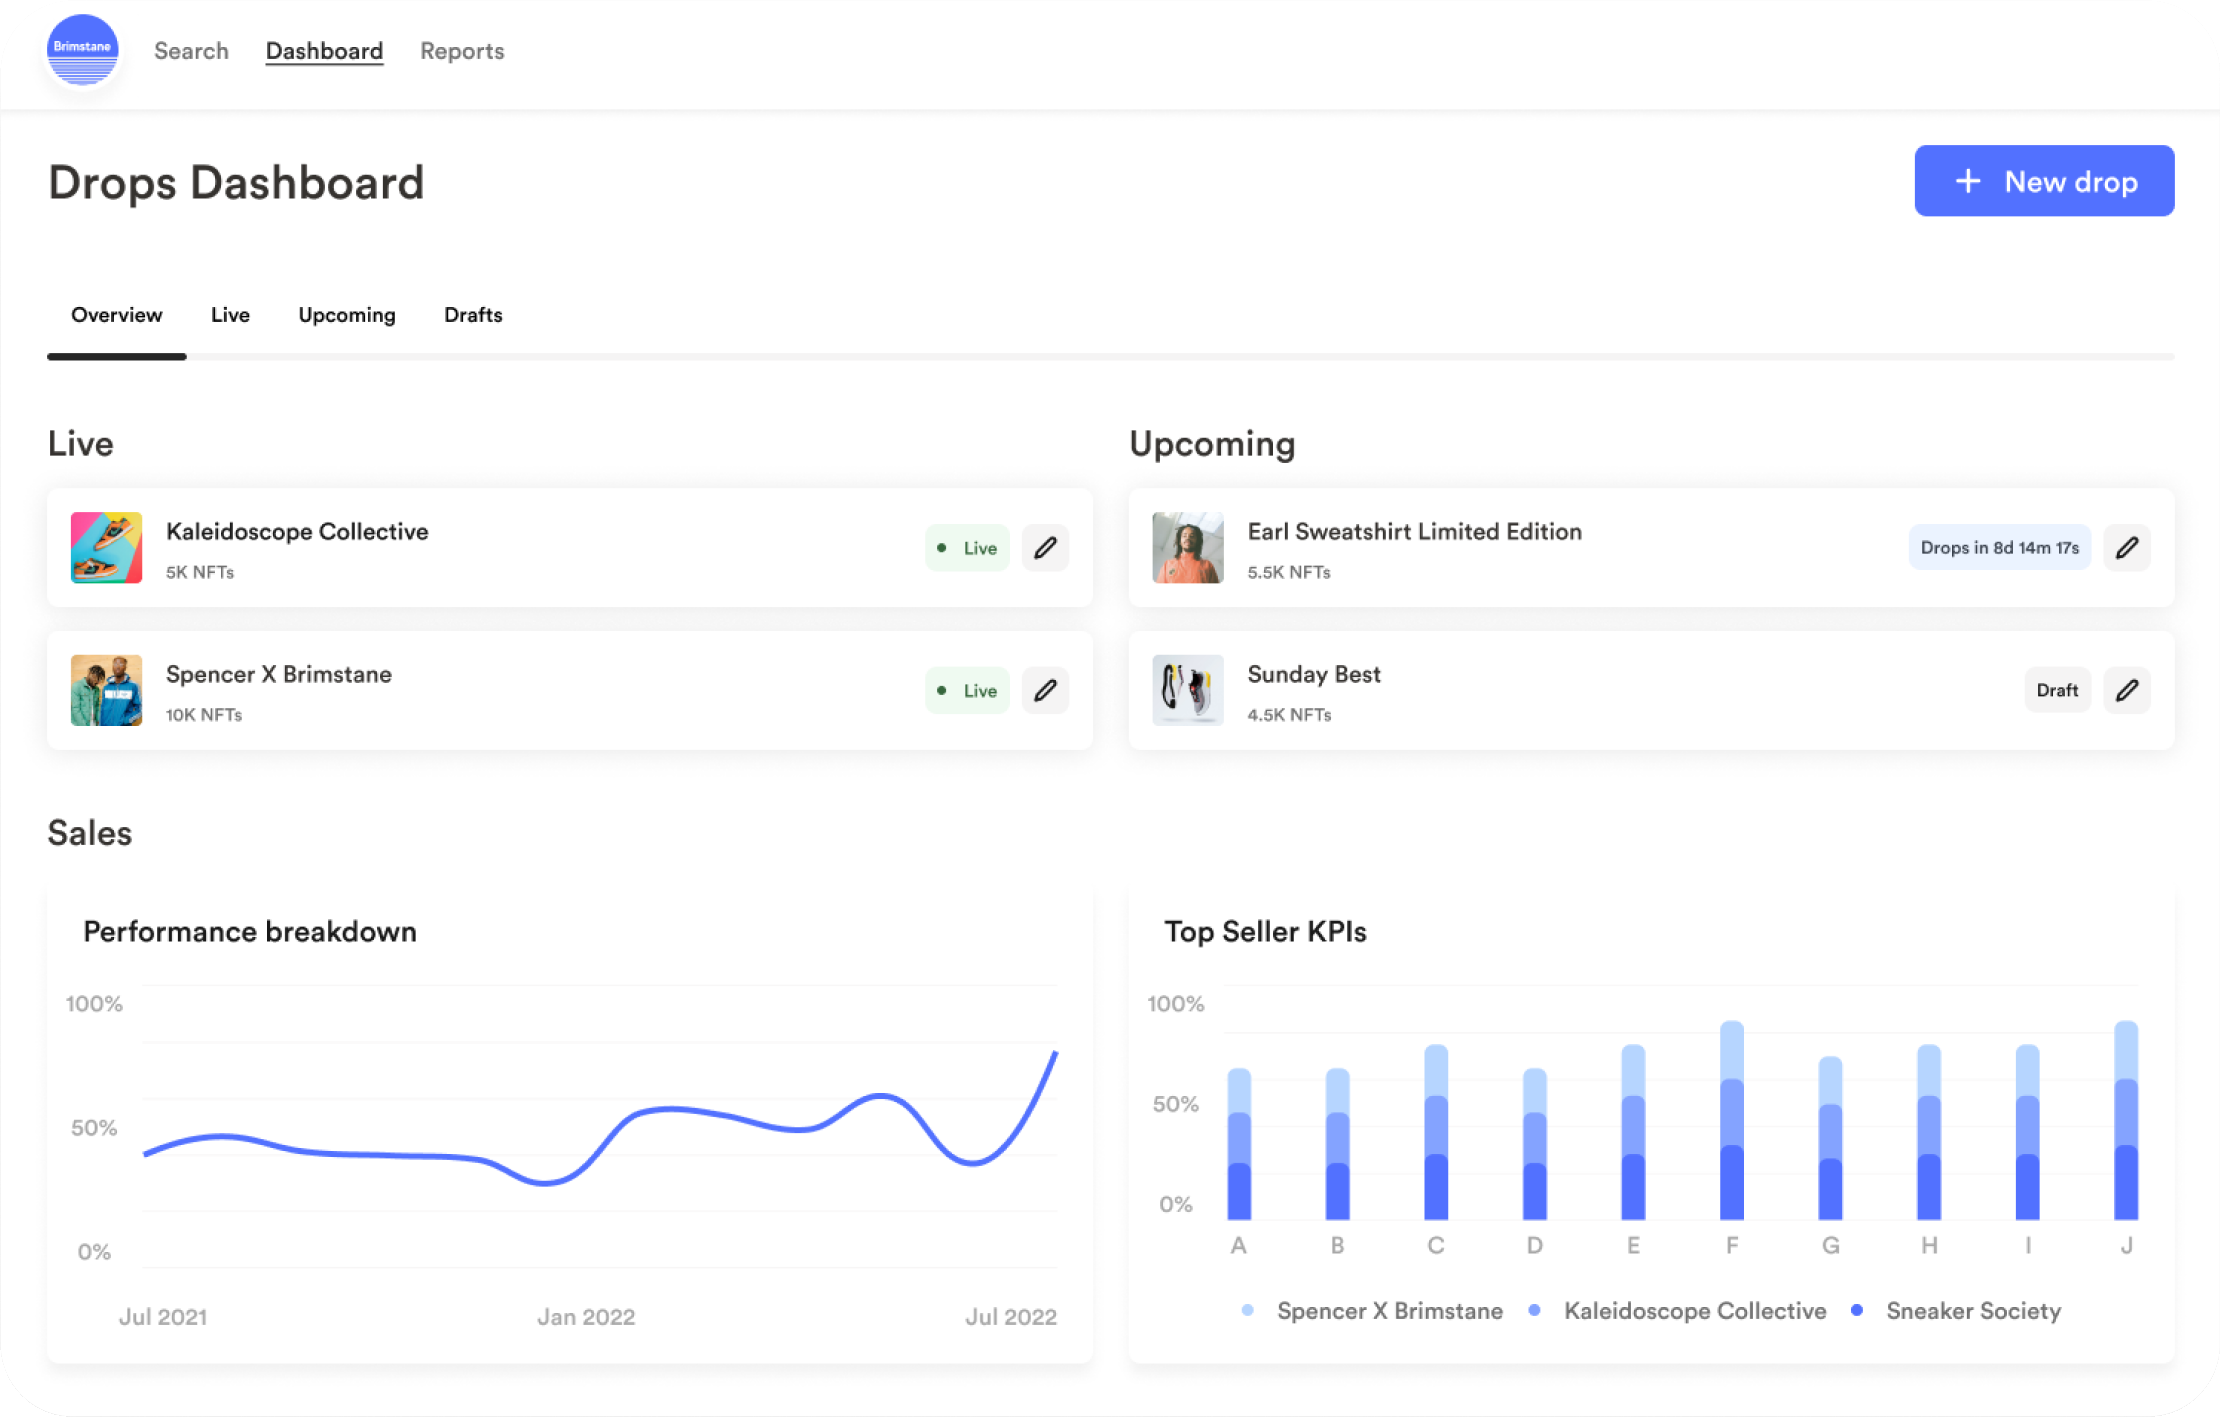 Brimstane
Search
Dashboard
Reports
Drops Dashboard
+ New drop
Overview
Live
Upcoming
Drafts
Live
Kaleidoscope Collective
5K NFTs
Live
Spencer X Brimstane
10K NFTs
Live
Upcoming
Earl Sweatshirt Limited Edition
5.5K NFTs
Drops in 8d 14m 17s
Sunday Best
4.5K NFTs
Draft
Sales
Performance breakdown
100%
50%
0%
Jul 2021
Jan 2022
Jul 2022
Top Seller KPIs
100%
50%
0%
A
B
C
D
E
F
G
H
I
J
Spencer X Brimstane
Kaleidoscope Collective
Sneaker Society